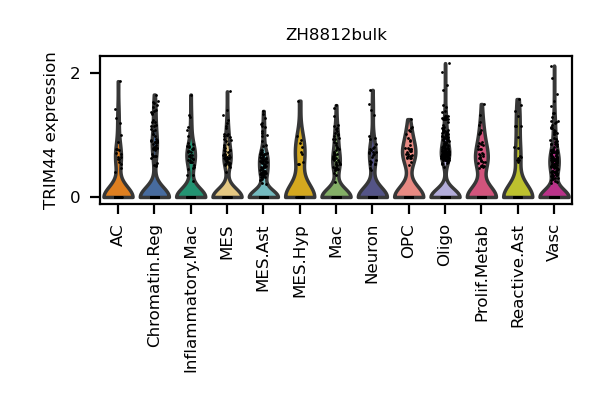 ZH8812bulk
TRIM44 expression
2
0
AC
Chromatin.Reg
Inflammatory.Mac
MES
MES.Ast
MES.Hyp
Mac
Neuron
OPC
Oligo
Prolif.Metab
Reactive.Ast
Vasc